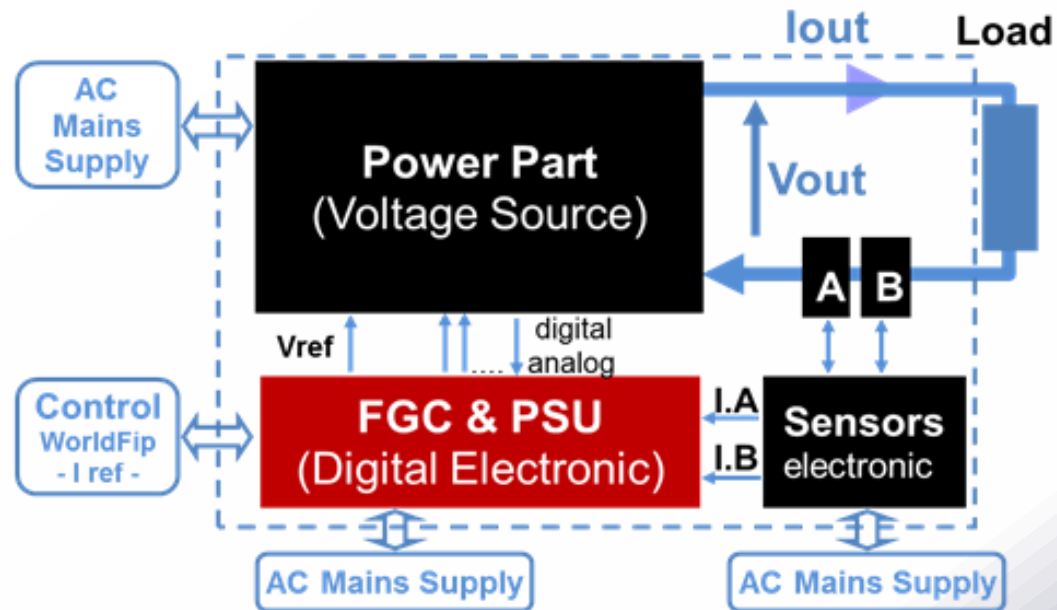 Iout
Load
AC
Mains
Supply
Power Part
(Voltage Source)
Vout
A
B
Vref
digital
.... analog
Control
WorldFip
- I ref -
FGC & PSU
(Digital Electronic)
I.A
I.B
Sensors
electronic
AC Mains Supply
AC Mains Supply